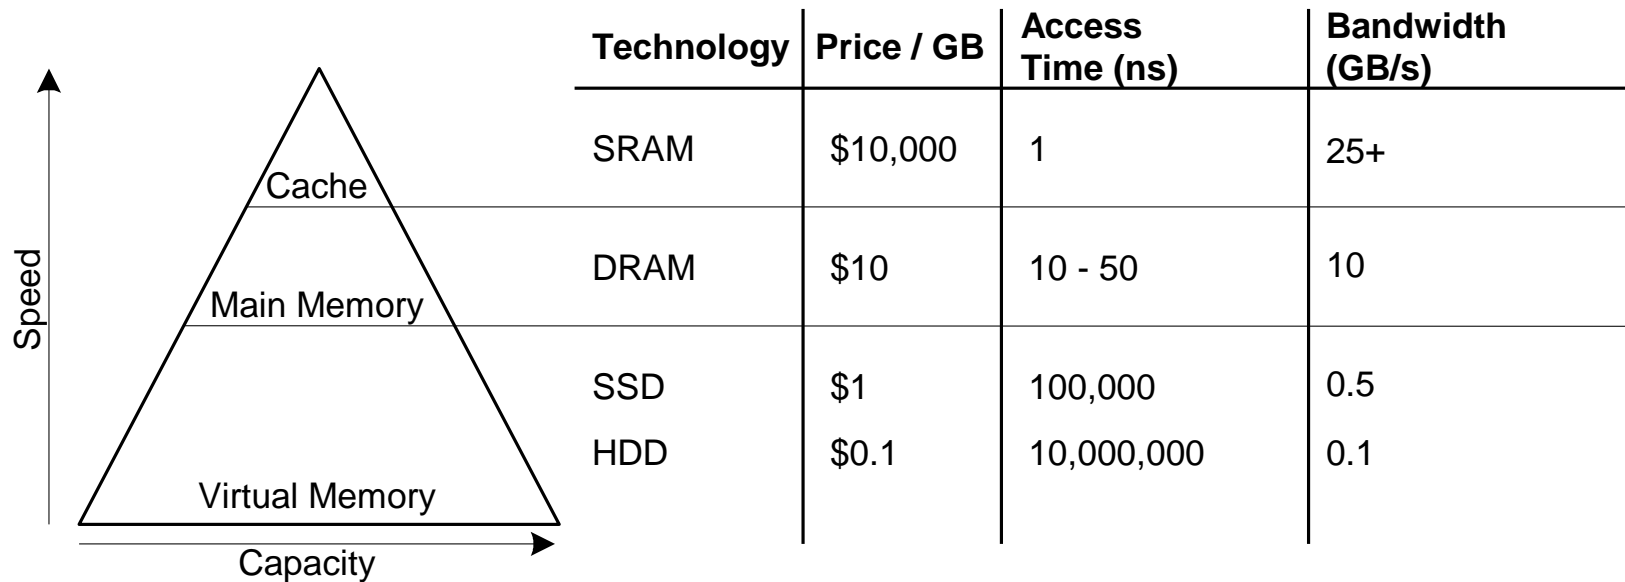 Technology Price / GB Access Time (ns) Bandwidth (GB/s)
SRAM $10,000 1 25+
Cache
DRAM $10 10 - 50 10
Main Memory
SSD $1 100,000 0.5
HDD $0.1 10,000,000 0.1
Virtual Memory
Speed
Capacity